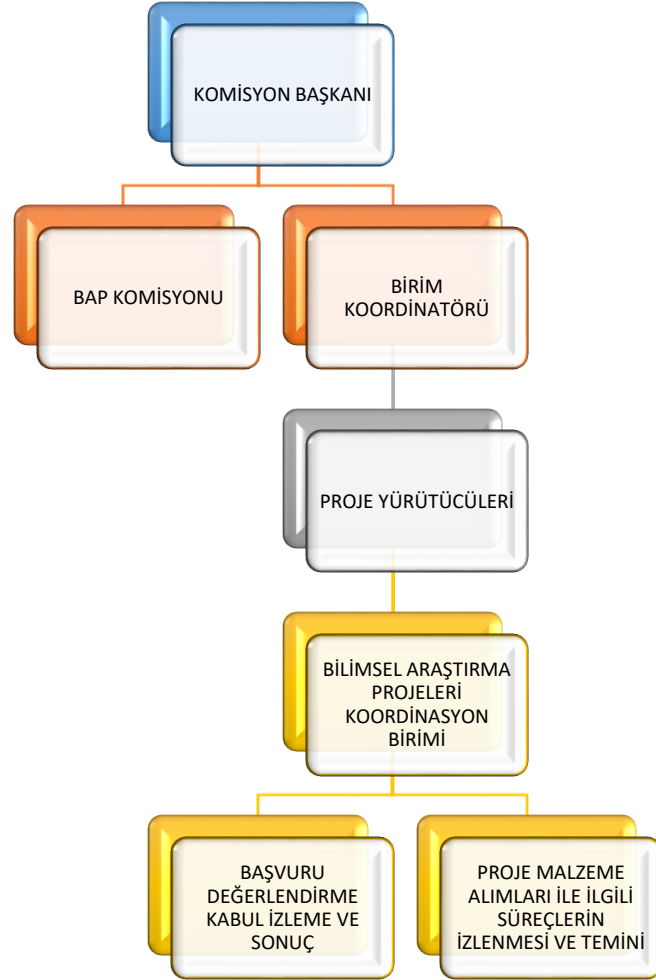 KOMİSYON BAŞKANI
BAP KOMİSYONU
BİRİM
KOORDİNATÖRÜ
PROJE YÜRÜTÜCÜLERİ
BİLİMSEL ARAŞTIRMA
PROJELERİ
KOORDİNASYON
BİRİMİ
BAŞVURU
DEĞERLENDİRME
KABUL İZLEME VE
SONUÇ
PROJE MALZEME
ALIMLARI İLE İLGİLİ
SÜREÇLERİN
İZLENMESİ VE TEMİNİ